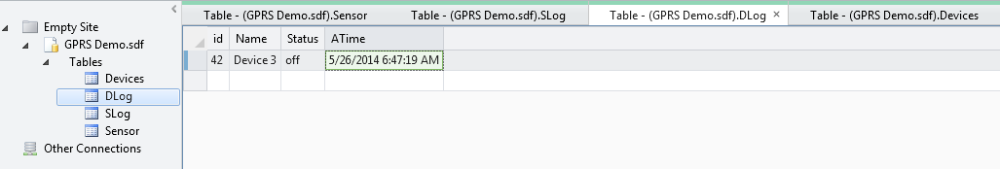 Empty Site
GPRS Demo.sdf
Tables
Devices
DLog
SLog
Sensor
Other Connections
Table - (GPRS Demo.sdf).Sensor Table - (GPRS Demo.sdf).SLog Table - (GPRS Demo.sdf).DLog × Table - (GPRS Demo.sdf).Devices
id Name Status ATime
42 Device 3 off 5/26/2014 6:47:19 AM